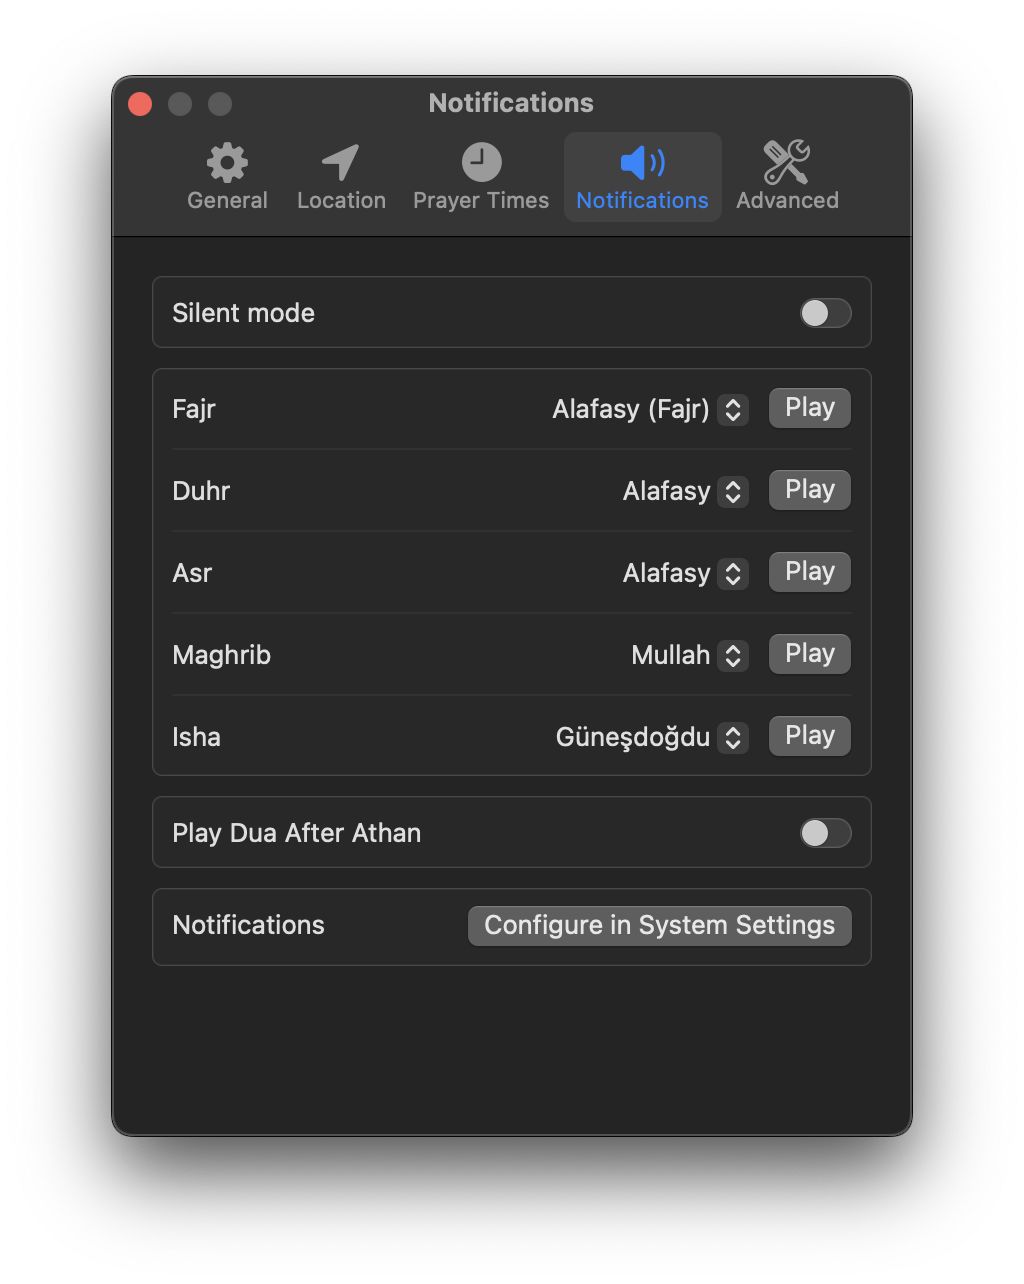 Notifications
General Location Prayer Times Notifications Advanced
Silent mode
Fajr Alafasy (Fajr) Play
Duhr Alafasy Play
Asr Alafasy Play
Maghrib Mullah Play
Isha Güneşdoğdu Play
Play Dua After Athan
Notifications Configure in System Settings